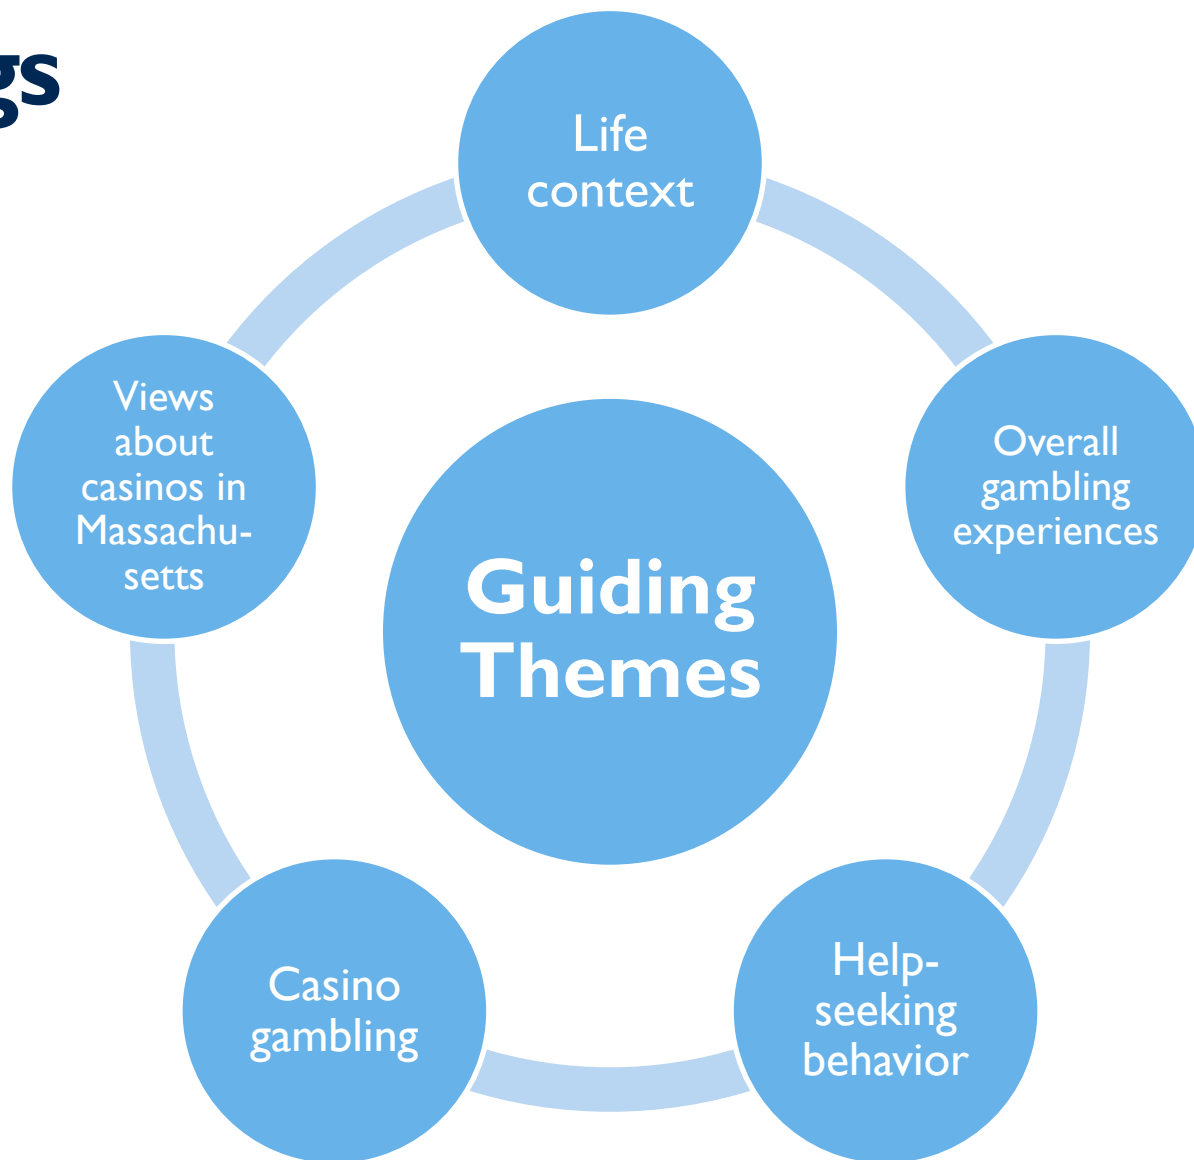 gs
Life
context
Overall
gambling
experiences
Help-
seeking
behavior
Casino
gambling
Views
about
casinos in
Massachu-
setts
Guiding
Themes